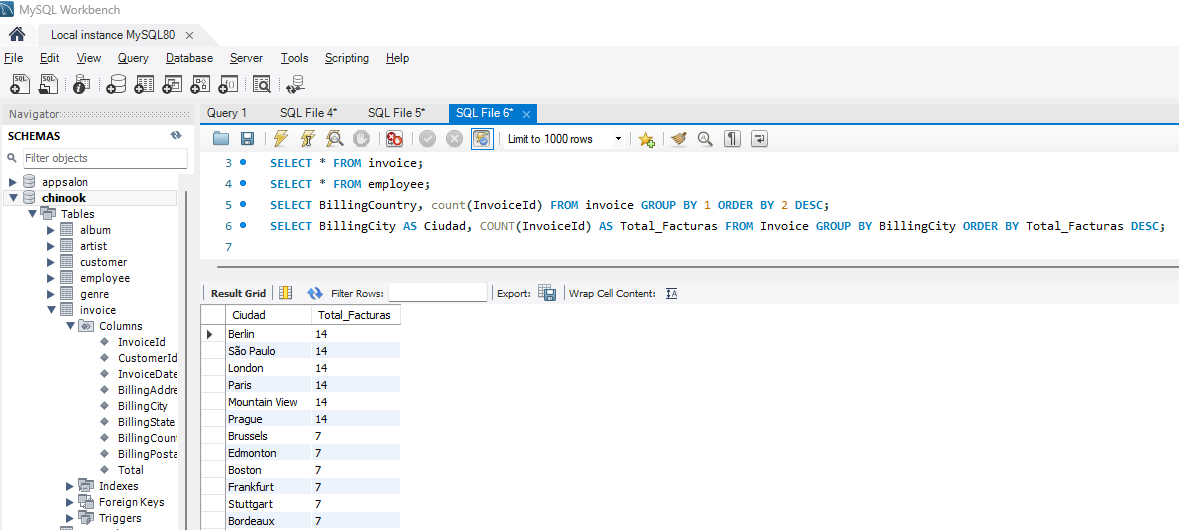 MySQL Workbench
Local instance MySQL80 ×
File Edit View Query Database Server Tools Scripting Help
Navigator
Query 1 SQL File 4* SQL File 5* SQL File 6* ×
SCHEMAS
Limit to 1000 rows
Filter objects
3 SELECT * FROM invoice;
4 SELECT * FROM employee;
5 SELECT BillingCountry, count(InvoiceId) FROM invoice GROUP BY 1 ORDER BY 2 DESC;
6 SELECT BillingCity AS Ciudad, COUNT(InvoiceId) AS Total_Facturas FROM Invoice GROUP BY BillingCity ORDER BY Total_Facturas DESC;
7
appsalon
chinook
Tables
album
artist
customer
employee
genre
invoice
Columns
InvoiceId
CustomerId
InvoiceDate
BillingAddre
BillingCity
BillingState
BillingCoun
BillingPosta
Total
Indexes
Foreign Keys
Triggers
Result Grid Filter Rows: Export: Wrap Cell Content:
Ciudad Total_Facturas
Berlin 14
São Paulo 14
London 14
Paris 14
Mountain View 14
Prague 14
Brussels 7
Edmonton 7
Boston 7
Frankfurt 7
Stuttgart 7
Bordeaux 7